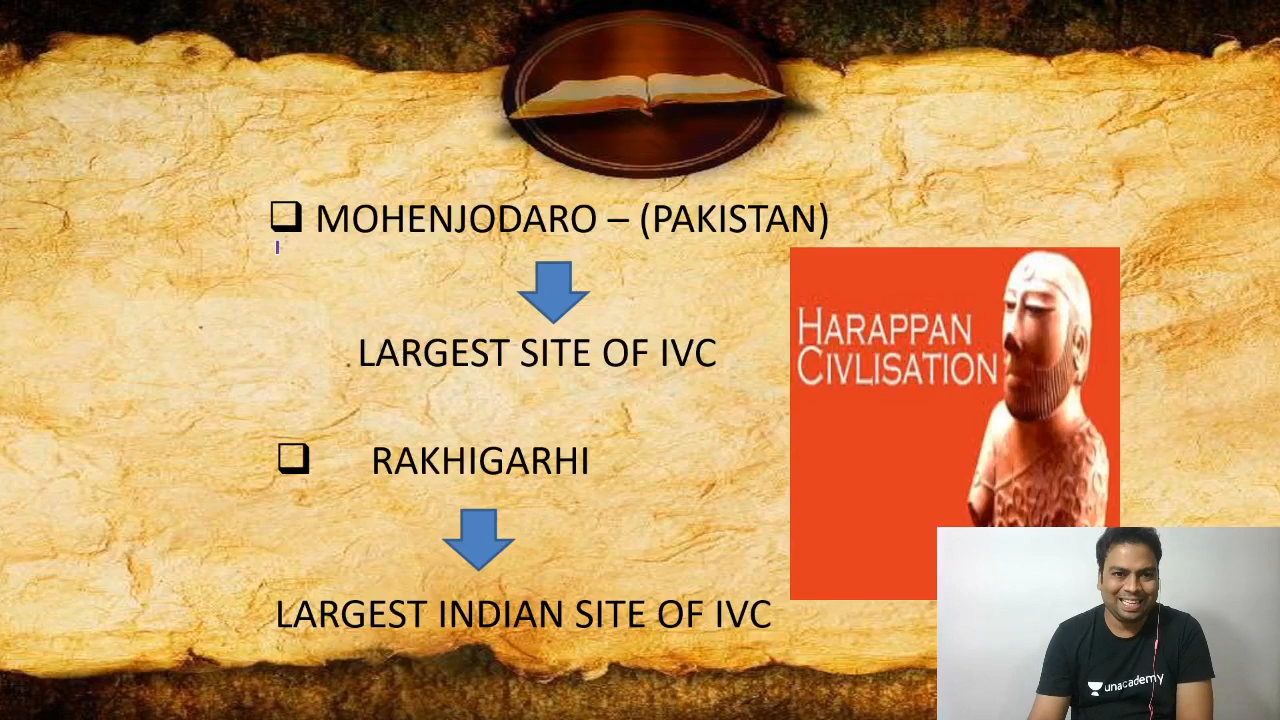 ❑ MOHENJODARO – (PAKISTAN)
LARGEST SITE OF IVC
HARAPPAN
CIVLISATION
❑ RAKHIGARHI
LARGEST INDIAN SITE OF IVC
unacademy